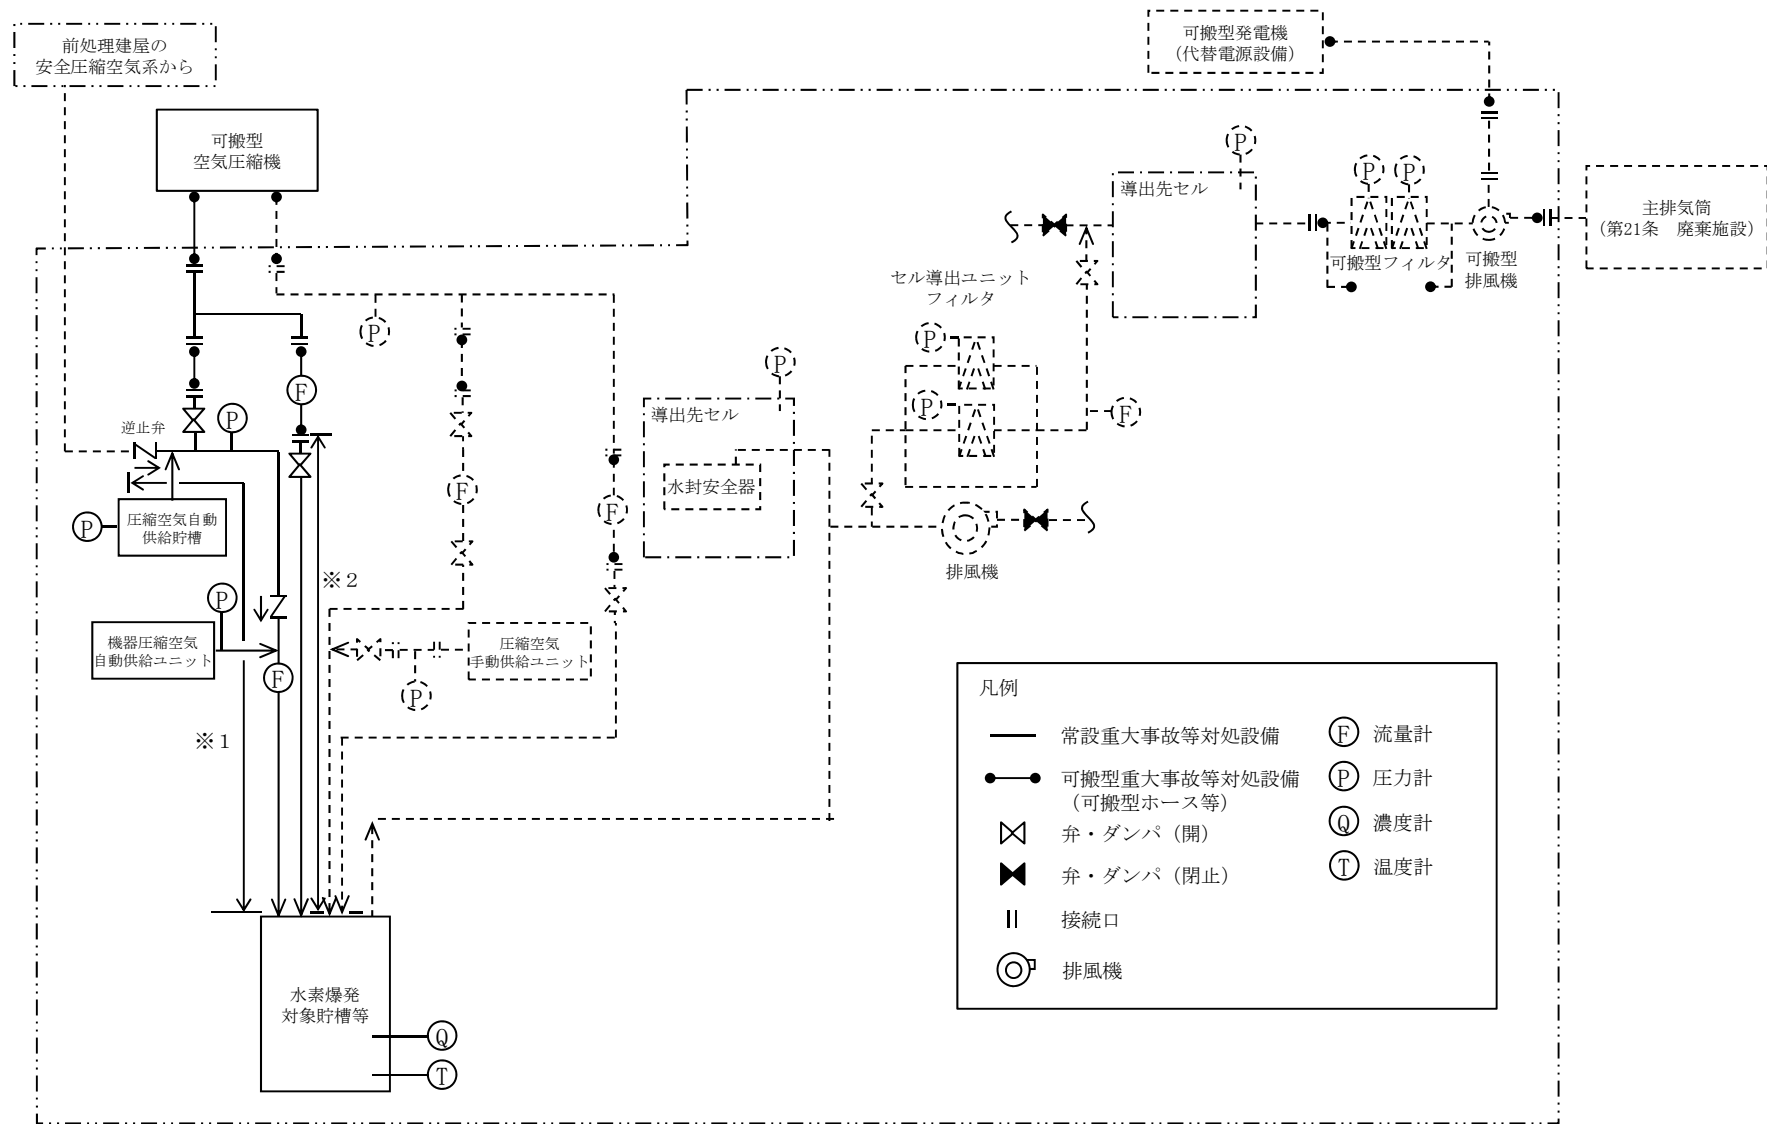 前処理建屋の
安全圧縮空気系から
可搬型
空気圧縮機
可搬型発電機
(代替電源設備)
P
導出先セル
P
P
主排気筒
(第21条　廃棄施設)
可搬型フィルタ
可搬型
排風機
セル導出ユニット
フィルタ
P
P
P
P
F
F
P
逆止弁
導出先セル
水封安全器
F
F
P
圧縮空気自動
供給貯槽
排風機
※2
P
機器圧縮空気
自動供給ユニット
圧縮空気
手動供給ユニット
F
P
※1
凡例
常設重大事故等対処設備
可搬型重大事故等対処設備
(可搬型ホース等)
弁・ダンパ (開)
弁・ダンパ (閉止)
接続口
排風機
F 流量計
P 圧力計
Q 濃度計
T 温度計
水素爆発
対象貯槽等
Q
T